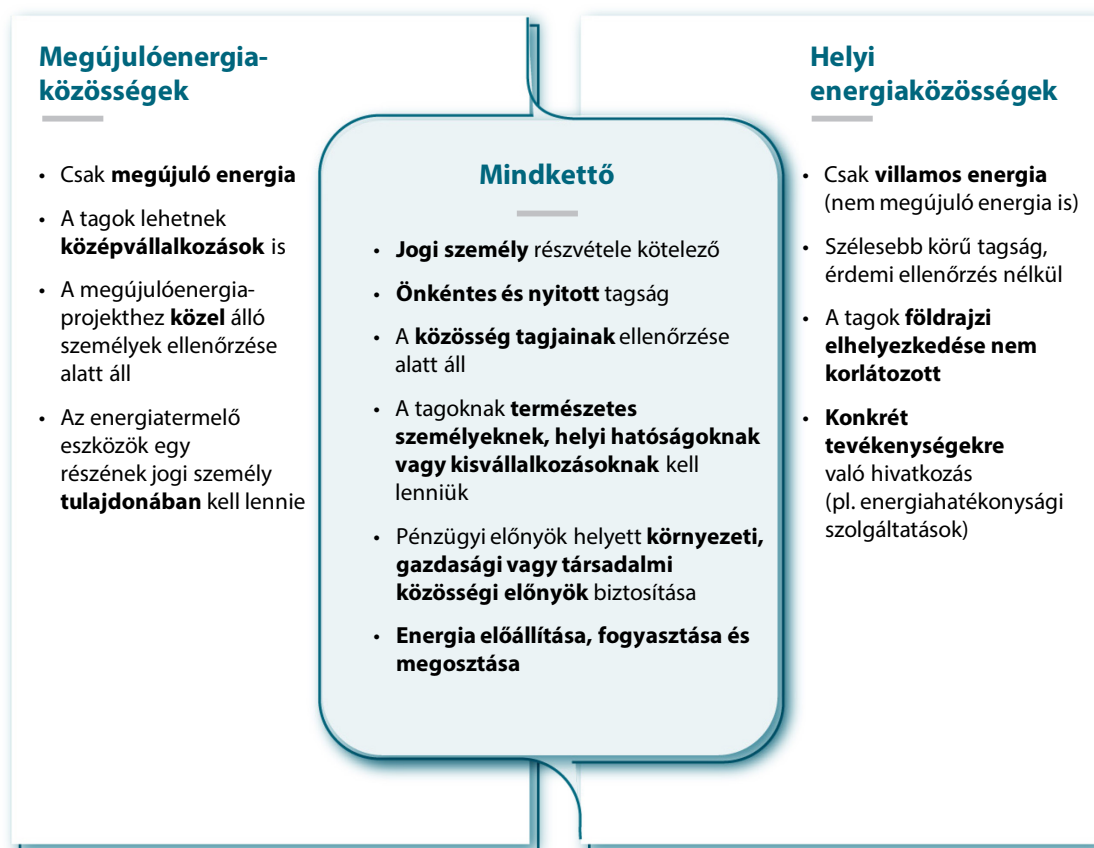 Megújulóenergia-
közösségek
• Csak megújuló energia
• A tagok lehetnek
középvállalkozások is
• A megújulóenergia-
projekthez közel álló
személyek ellenőrzése
alatt áll
• Az energiatermelő
eszközök egy
részének jogi személy
tulajdonában kell lennie
Mindkettő
• Jogi személy részvétele kötelező
• Önkéntes és nyitott tagság
• A közösség tagjainak ellenőrzése
alatt áll
• A tagoknak természetes
személyeknek, helyi hatóságoknak
vagy kisvállalkozásoknak kell
lenniük
• Pénzügyi előnyök helyett környezeti,
gazdasági vagy társadalmi
közösségi előnyök biztosítása
• Energia előállítása, fogyasztása és
megosztása
Helyi
energiaközösségek
• Csak villamos energia
(nem megújuló energia is)
• Szélesebb körű tagság,
érdemi ellenőrzés nélkül
• A tagok földrajzi
elhelyezkedése nem
korlátozott
• Konkrét
tevékenységekre
való hivatkozás
(pl. energiahatékonysági
szolgáltatások)